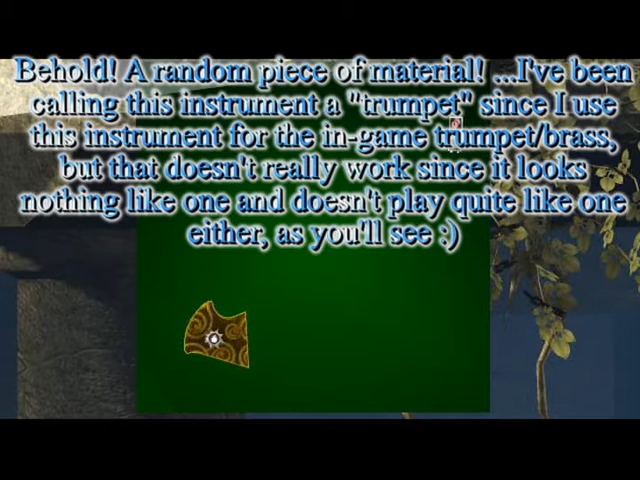 Behold! A random piece of material! ...I've been
calling this instrument a "trumpet" since I use
this instrument for the in-game trumpet/brass,
but that doesn't really work since it looks
nothing like one and doesn't play quite like one
either, as you'll see :)